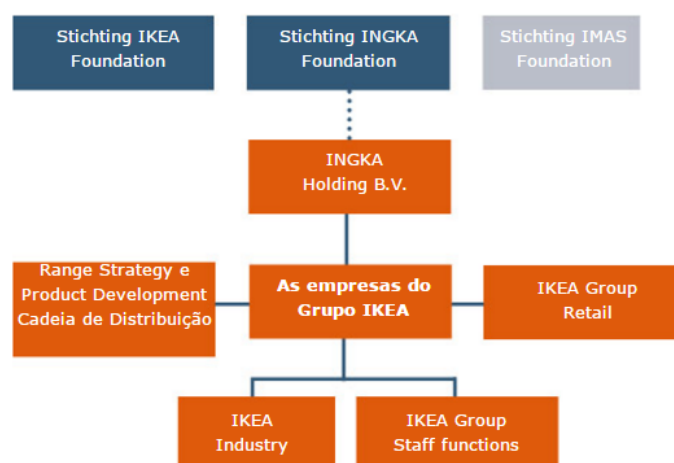 Stichting IKEA
Foundation
Stichting INGKA
Foundation
Stichting IMAS
Foundation
INGKA
Holding B.V.
Range Strategy e
Product Development
Cadeia de Distribuição
As empresas do
Grupo IKEA
IKEA Group
Retail
IKEA
Industry
IKEA Group
Staff functions